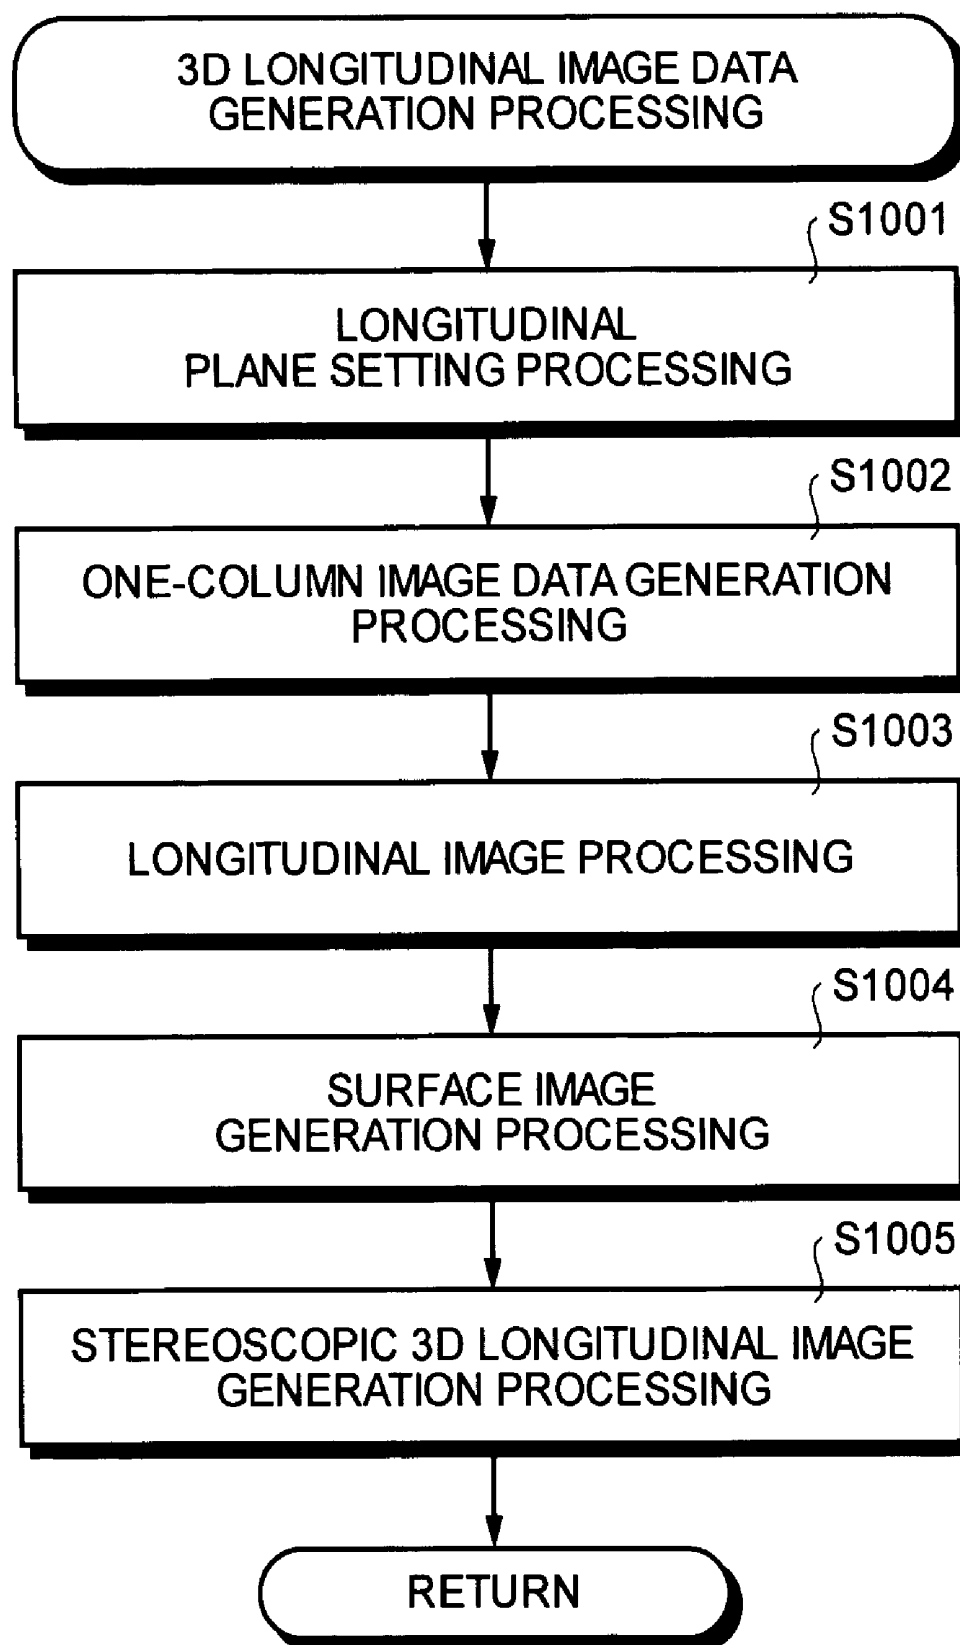 3D LONGITUDINAL IMAGE DATA
GENERATION PROCESSING
S1001
LONGITUDINAL
PLANE SETTING PROCESSING
S1002
ONE-COLUMN IMAGE DATA GENERATION
PROCESSING
S1003
LONGITUDINAL IMAGE PROCESSING
S1004
SURFACE IMAGE
GENERATION PROCESSING
S1005
STEREOSCOPIC 3D LONGITUDINAL IMAGE
GENERATION PROCESSING
RETURN